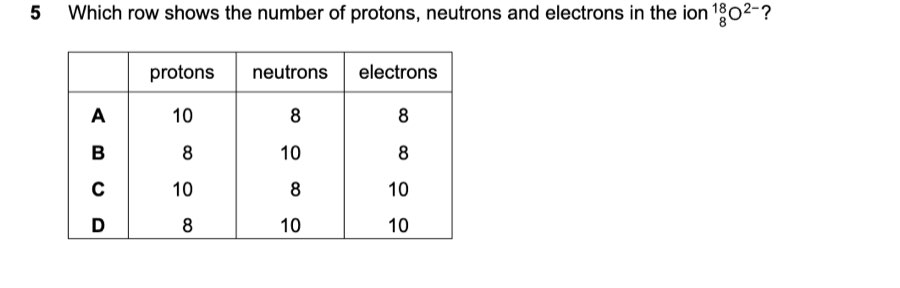 5 Which row shows the number of protons, neutrons and electrons in the ion ¹⁸₈O²⁻?
protons neutrons electrons
A 10 8 8
B 8 10 8
C 10 8 10
D 8 10 10